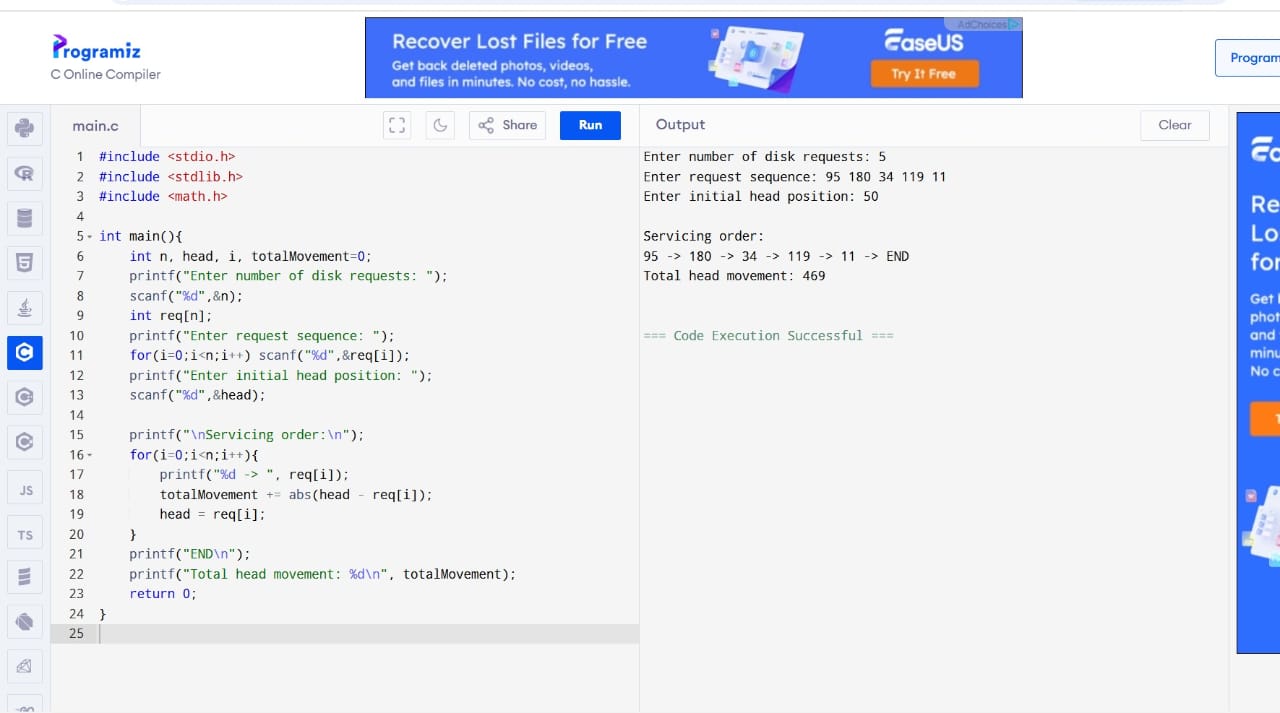 Programiz
C Online Compiler
AdChoices
Recover Lost Files for Free
Get back deleted photos, videos,
and files in minutes. No cost, no hassle.
EaseUS
Try It Free
Program
main.c
Share
Run
Output
Clear
1 #include <stdio.h>
2 #include <stdlib.h>
3 #include <math.h>
4
5 int main(){
6     int n, head, i, totalMovement=0;
7     printf("Enter number of disk requests: ");
8     scanf("%d",&n);
9     int req[n];
10     printf("Enter request sequence: ");
11     for(i=0;i<n;i++) scanf("%d",&req[i]);
12     printf("Enter initial head position: ");
13     scanf("%d",&head);
14
15     printf("\nServicing order:\n");
16     for(i=0;i<n;i++){
17         printf("%d -> ", req[i]);
18         totalMovement += abs(head - req[i]);
19         head = req[i];
20     }
21     printf("END\n");
22     printf("Total head movement: %d\n", totalMovement);
23     return 0;
24 }
25
Enter number of disk requests: 5
Enter request sequence: 95 180 34 119 11
Enter initial head position: 50
Servicing order:
95 -> 180 -> 34 -> 119 -> 11 -> END
Total head movement: 469
=== Code Execution Successful ===
JS
TS
Re
Lo
for
Get
phot
and
minu
No c